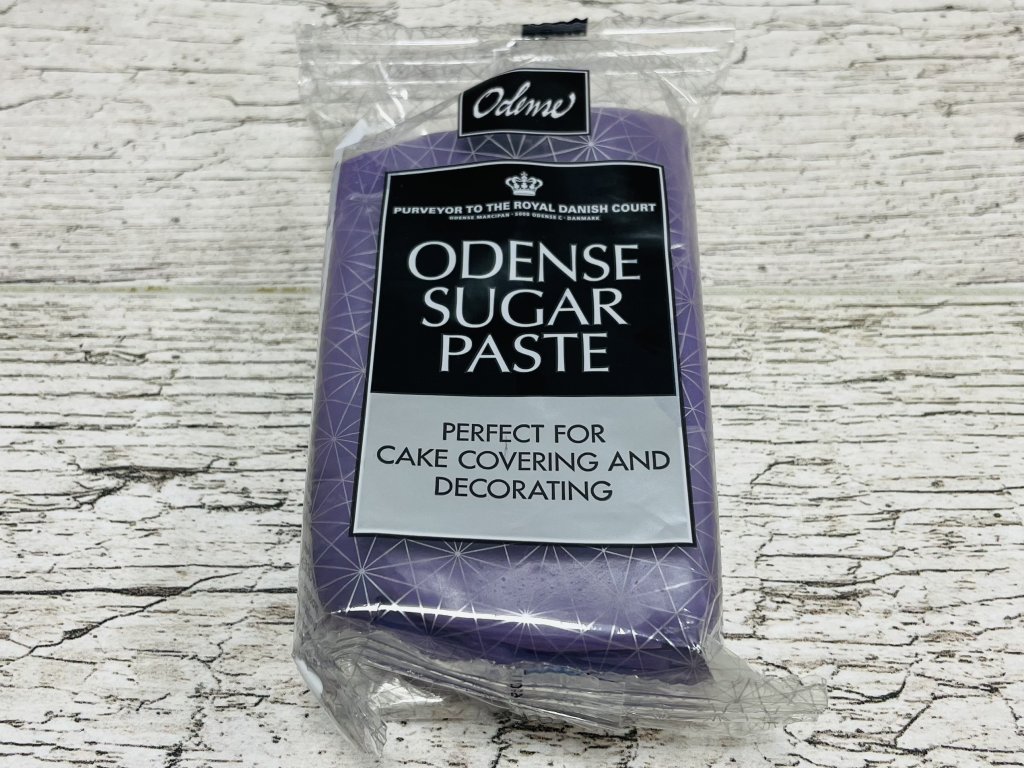 Odense
PURVEYOR TO THE ROYAL DANISH COURT
ODENSE MARCIPAN · 5000 ODENSE C · DANMARK
ODENSE
SUGAR
PASTE
PERFECT FOR
CAKE COVERING AND
DECORATING